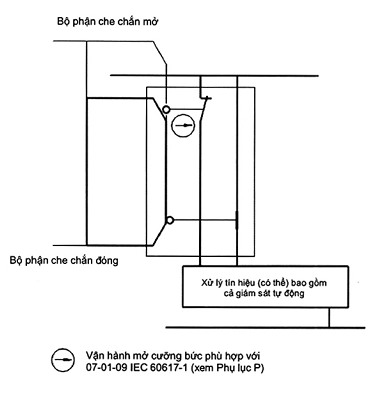 Bộ phận che chắn mở
Bộ phận che chắn đóng
Xử lý tín hiệu (có thể) bao gồm
cả giám sát tự động
Vận hành mở cưỡng bức phù hợp với
07-01-09 IEC 60617-1 (xem Phụ lục P)